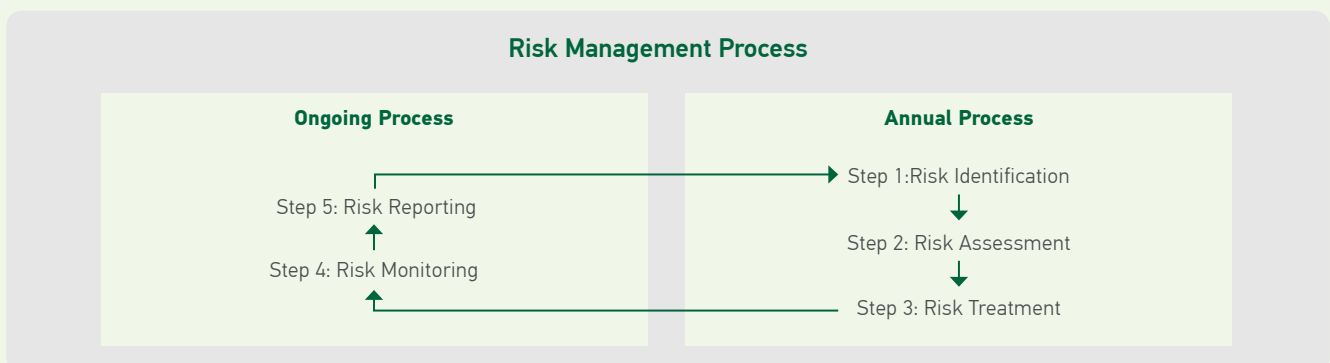 Risk Management Process
Ongoing Process
Step 5: Risk Reporting
Step 4: Risk Monitoring
Annual Process
Step 1:Risk Identification
Step 2: Risk Assessment
Step 3: Risk Treatment